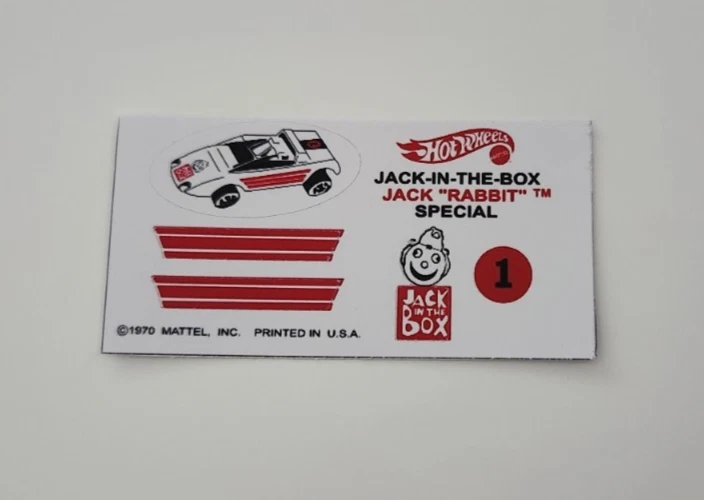 Hot Wheels
JACK-IN-THE-BOX
JACK "RABBIT" ™
SPECIAL
1
JACK
IN THE
BOX
©1970 MATTEL, INC. PRINTED IN U.S.A.